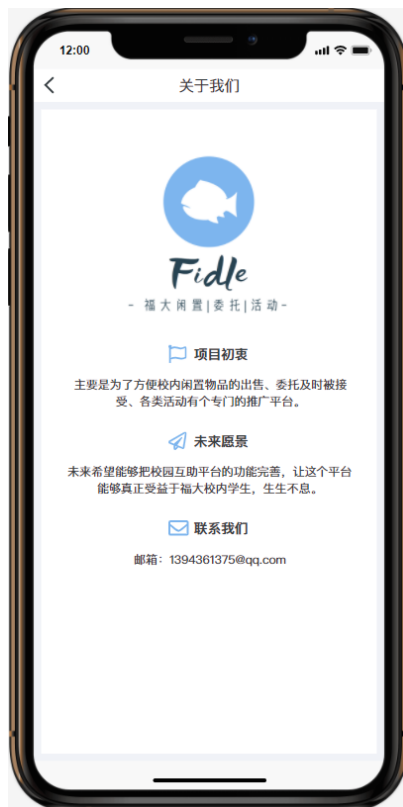 12:00
关于我们
Fidle
- 福大闲置|委托|活动-
项目初衷
主要是为了方便校内闲置物品的出售、委托及时被接
受、各类活动有个专门的推广平台。
未来愿景
未来希望能够把校园互助平台的功能完善，让这个平台
能够真正受益于福大校内学生，生生不息。
联系我们
邮箱：1394361375@qq.com